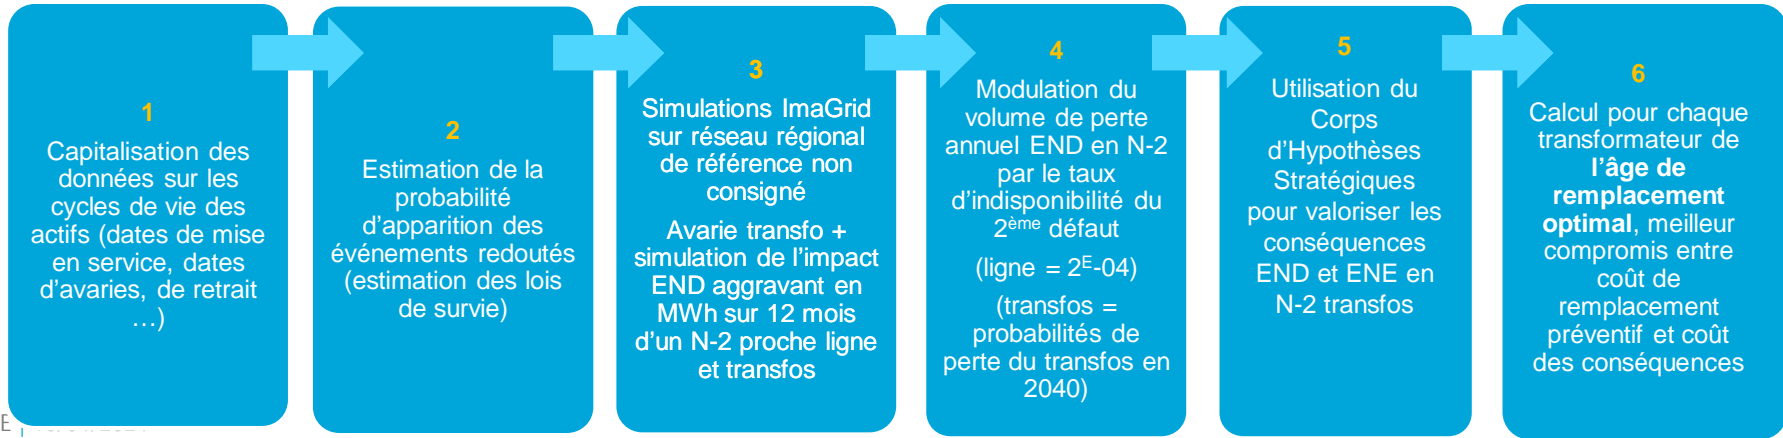 1
Capitalisation des
données sur les
cycles de vie des
actifs (dates de mise
en service, dates
d'avaries, de retrait
…)
2
Estimation de la
probabilité
d'apparition des
événements redoutés
(estimation des lois
de survie)
3
Simulations ImaGrid
sur réseau régional
de référence non
consigné
Avarie transfo +
simulation de l'impact
END aggravant en
MWh sur 12 mois
d'un N-2 proche ligne
et transfos
4
Modulation du
volume de perte
annuel END en N-2
par le taux
d'indisponibilité du
2ème défaut
(ligne = 2E-04)
(transfos =
probabilités de
perte du transfos en
2040)
5
Utilisation du
Corps
d'Hypothèses
Stratégiques
pour valoriser les
conséquences
END et ENE en
N-2 transfos
6
Calcul pour chaque
transformateur de
l'âge de
remplacement
optimal, meilleur
compromis entre
coût de
remplacement
préventif et coût
des conséquences
E |